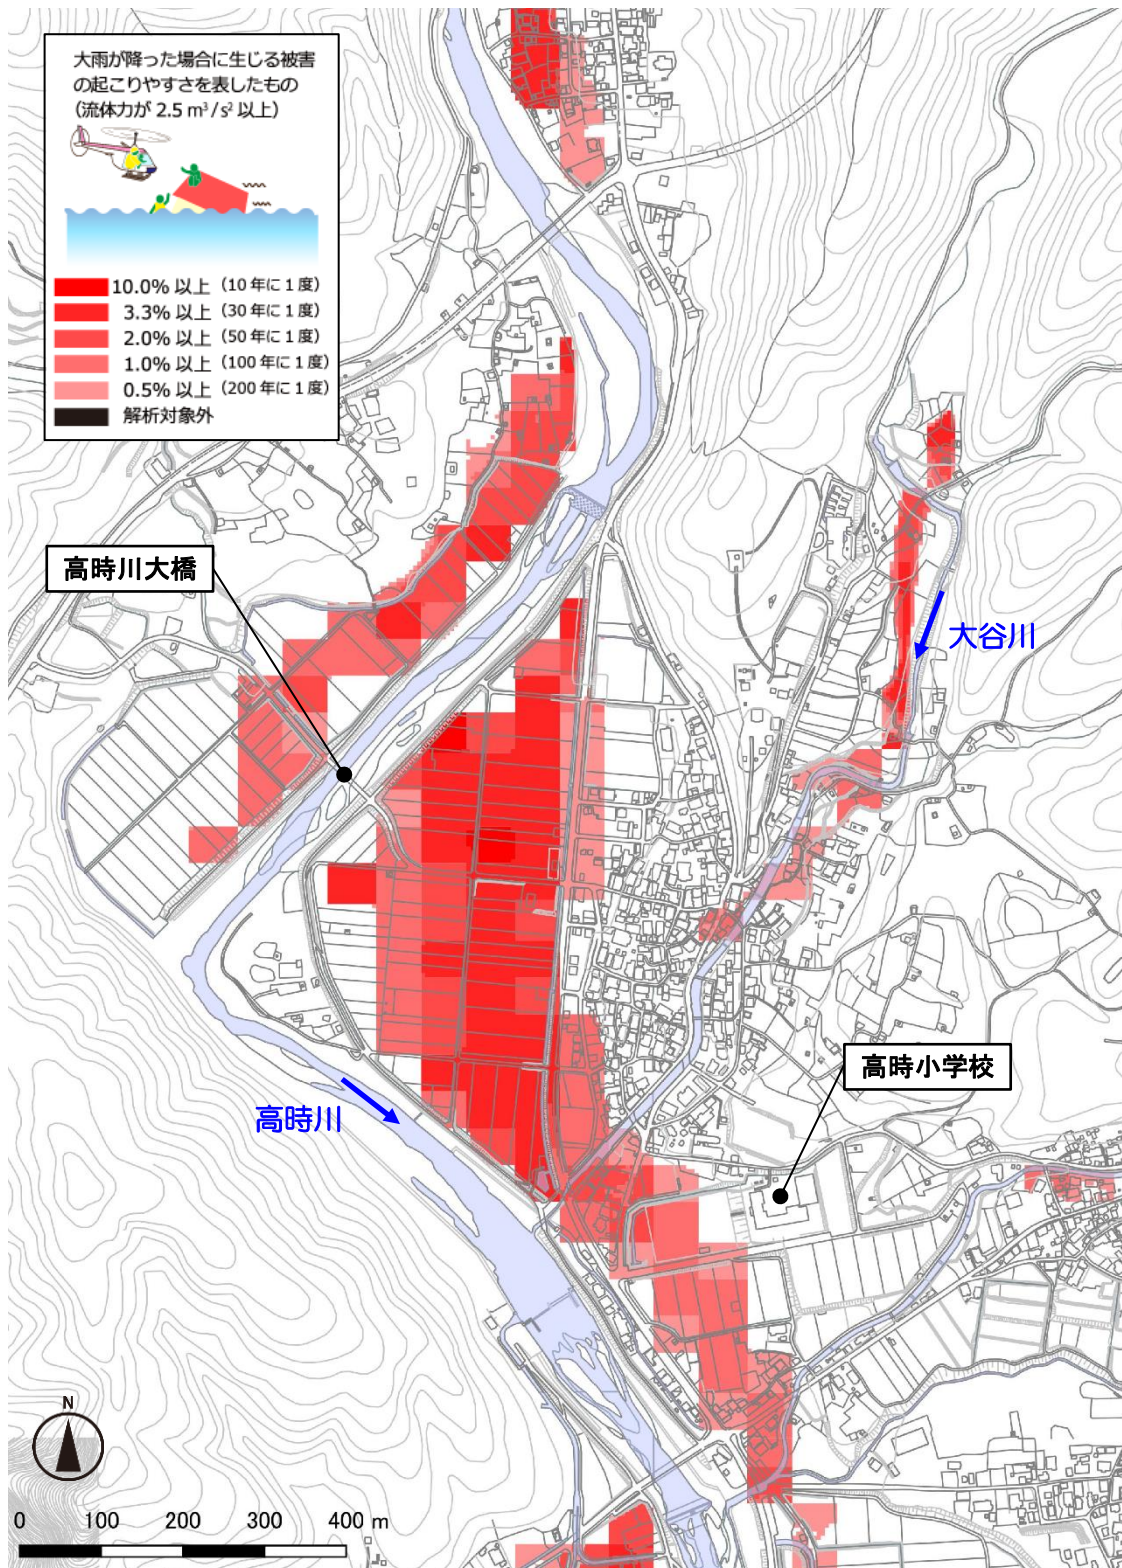 大雨が降った場合に生じる被害
の起こりやすさを表したもの
（流体力が 2.5 m³/s² 以上）
10.0% 以上（10 年に 1 度）
3.3% 以上（30 年に 1 度）
2.0% 以上（50 年に 1 度）
1.0% 以上（100 年に 1 度）
0.5% 以上（200 年に 1 度）
解析対象外
高時川大橋
大谷川
高時小学校
高時川
N
0 100 200 300 400 m